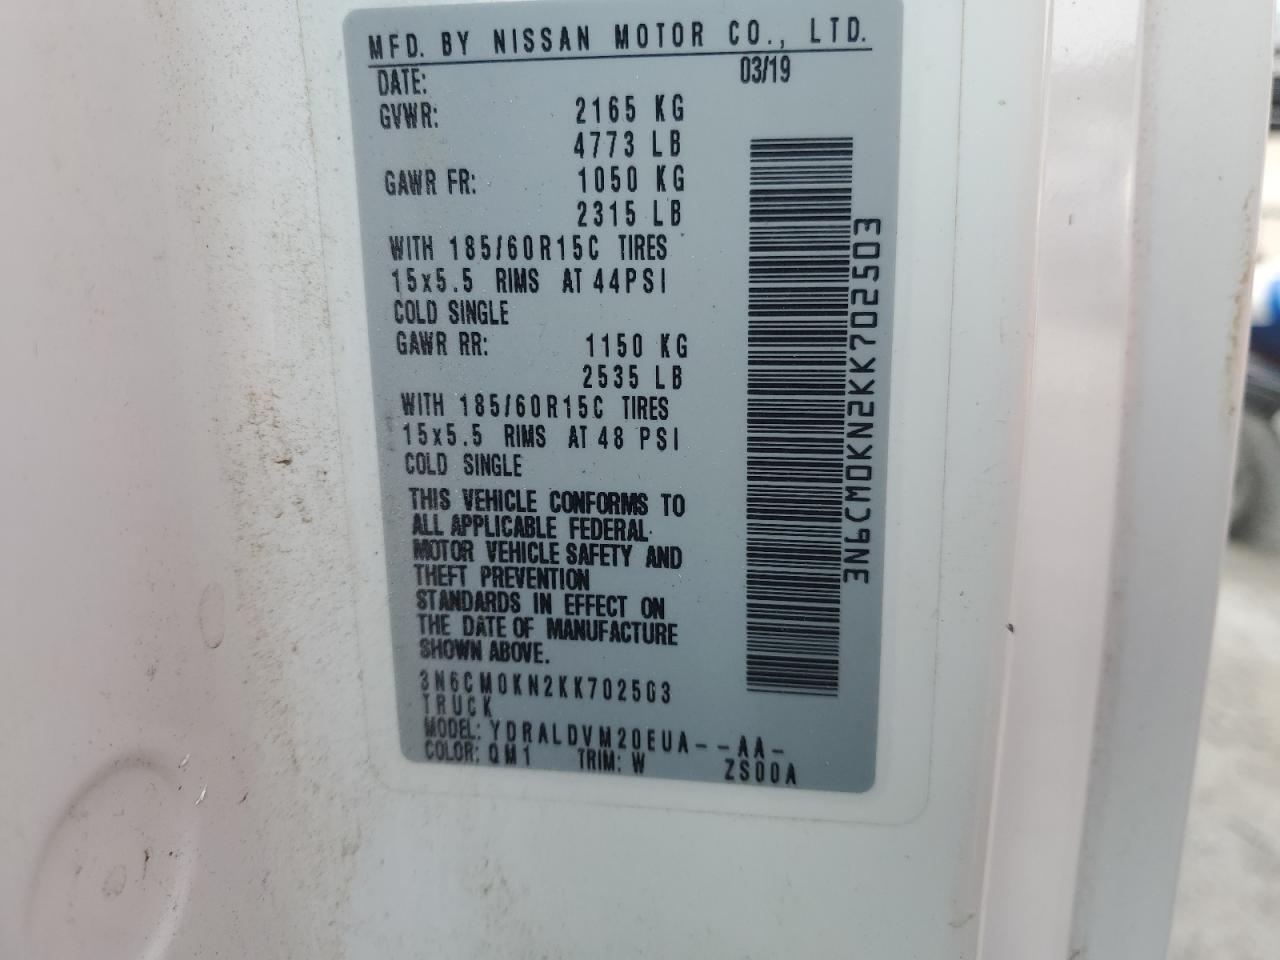 MFD. BY NISSAN MOTOR CO., LTD.
DATE: 03/19
GVWR: 2165 KG
4773 LB
GAWR FR: 1050 KG
2315 LB
WITH 185/60R15C TIRES
15x5.5 RIMS AT 44PSI
COLD SINGLE
GAWR RR: 1150 KG
2535 LB
WITH 185/60R15C TIRES
15x5.5 RIMS AT 48 PSI
COLD SINGLE
THIS VEHICLE CONFORMS TO
ALL APPLICABLE FEDERAL
MOTOR VEHICLE SAFETY AND
THEFT PREVENTION
STANDARDS IN EFFECT ON
THE DATE OF MANUFACTURE
SHOWN ABOVE.
3N6CM0KN2KK702503
TRUCK
MODEL: YDRALDVM20EUA--AA-
COLOR: QM1 TRIM: W ZS00A
3N6CM0KN2KK702503